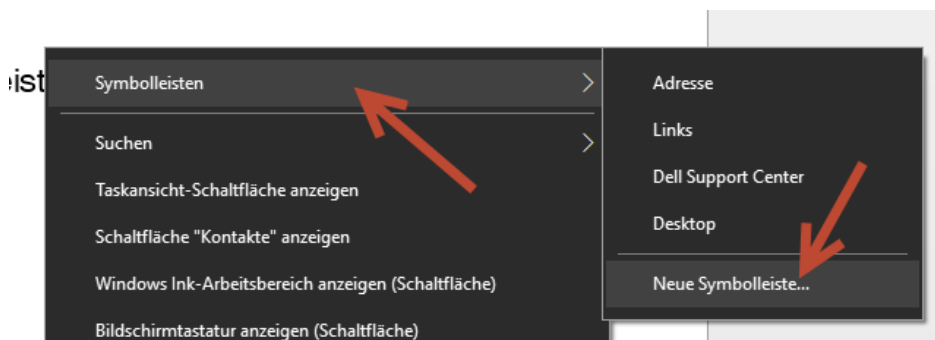 ist
Symbolleisten
Suchen
Taskansicht-Schaltfläche anzeigen
Schaltfläche "Kontakte" anzeigen
Windows Ink-Arbeitsbereich anzeigen (Schaltfläche)
Bildschirmtastatur anzeigen (Schaltfläche)
Adresse
Links
Dell Support Center
Desktop
Neue Symbolleiste...